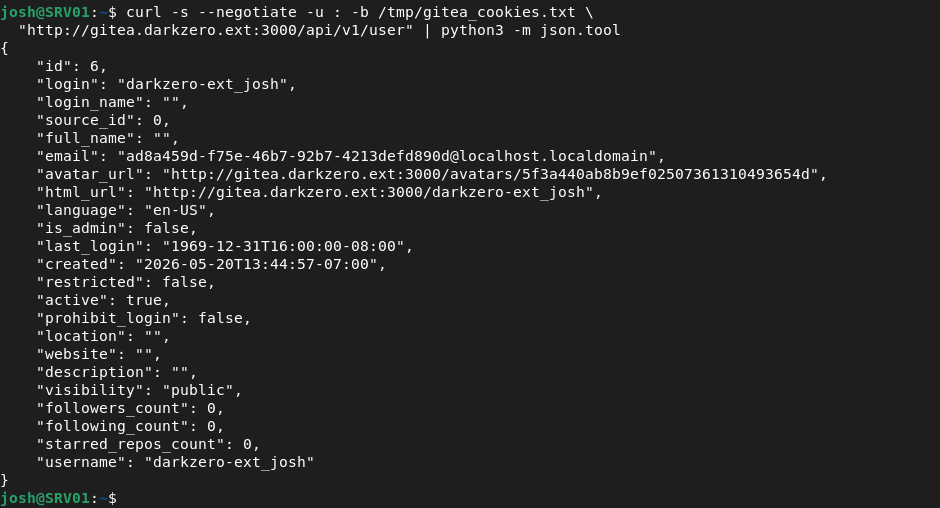 josh@SRV01:~$ curl -s --negotiate -u : -b /tmp/gitea_cookies.txt \
  "http://gitea.darkzero.ext:3000/api/v1/user" | python3 -m json.tool
{
    "id": 6,
    "login": "darkzero-ext_josh",
    "login_name": "",
    "source_id": 0,
    "full_name": "",
    "email": "ad8a459d-f75e-46b7-92b7-4213defd890d@localhost.localdomain",
    "avatar_url": "http://gitea.darkzero.ext:3000/avatars/5f3a440ab8b9ef02507361310493654d",
    "html_url": "http://gitea.darkzero.ext:3000/darkzero-ext_josh",
    "language": "en-US",
    "is_admin": false,
    "last_login": "1969-12-31T16:00:00-08:00",
    "created": "2026-05-20T13:44:57-07:00",
    "restricted": false,
    "active": true,
    "prohibit_login": false,
    "location": "",
    "website": "",
    "description": "",
    "visibility": "public",
    "followers_count": 0,
    "following_count": 0,
    "starred_repos_count": 0,
    "username": "darkzero-ext_josh"
}
josh@SRV01:~$